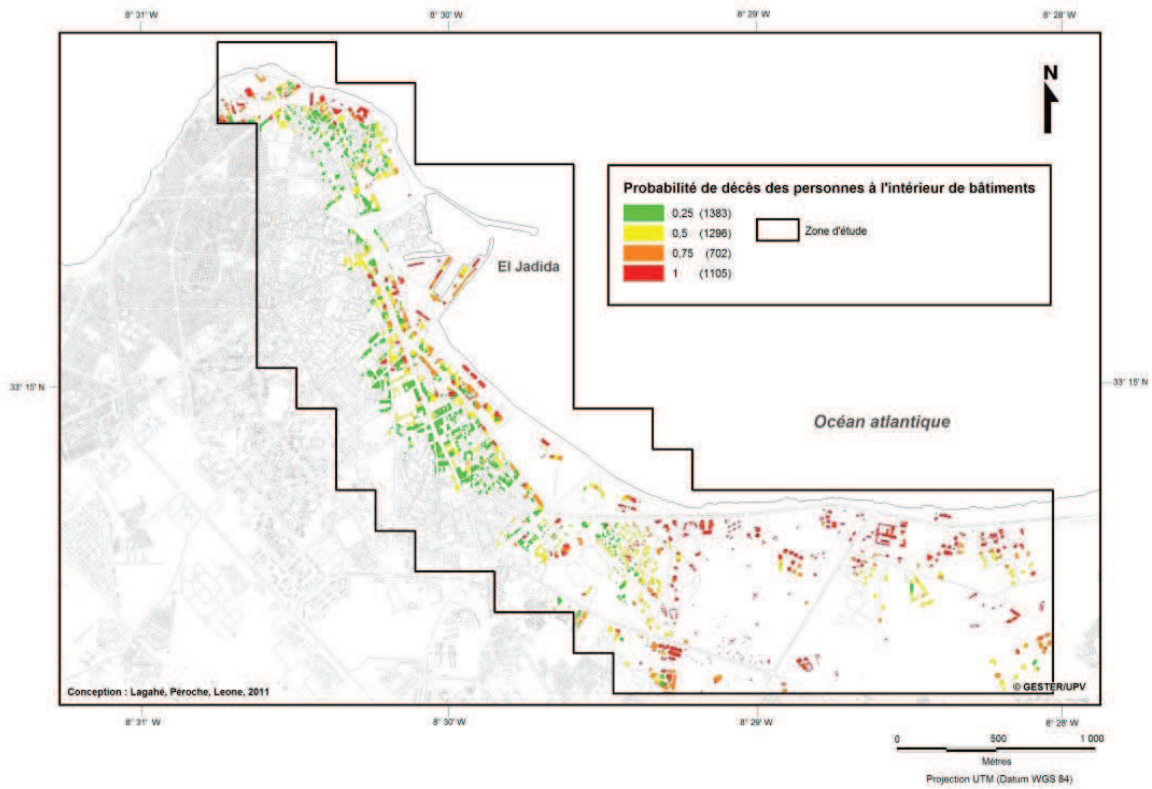 8° 31' W
8° 30' W
8° 29' W
8° 28' W
N
Probabilité de décès des personnes à l'intérieur de bâtiments
0,25 (1383)
0,5 (1296)
0,75 (702)
1 (1105)
Zone d'étude
El Jadida
33° 15' N
33° 15' N
Océan atlantique
Conception : Lagahé, Péroche, Leone, 2011
© GESTER/UPV
8° 31' W
8° 30' W
8° 29' W
8° 28' W
0 500 1 000
Mètres
Projection UTM (Datum WGS 84)